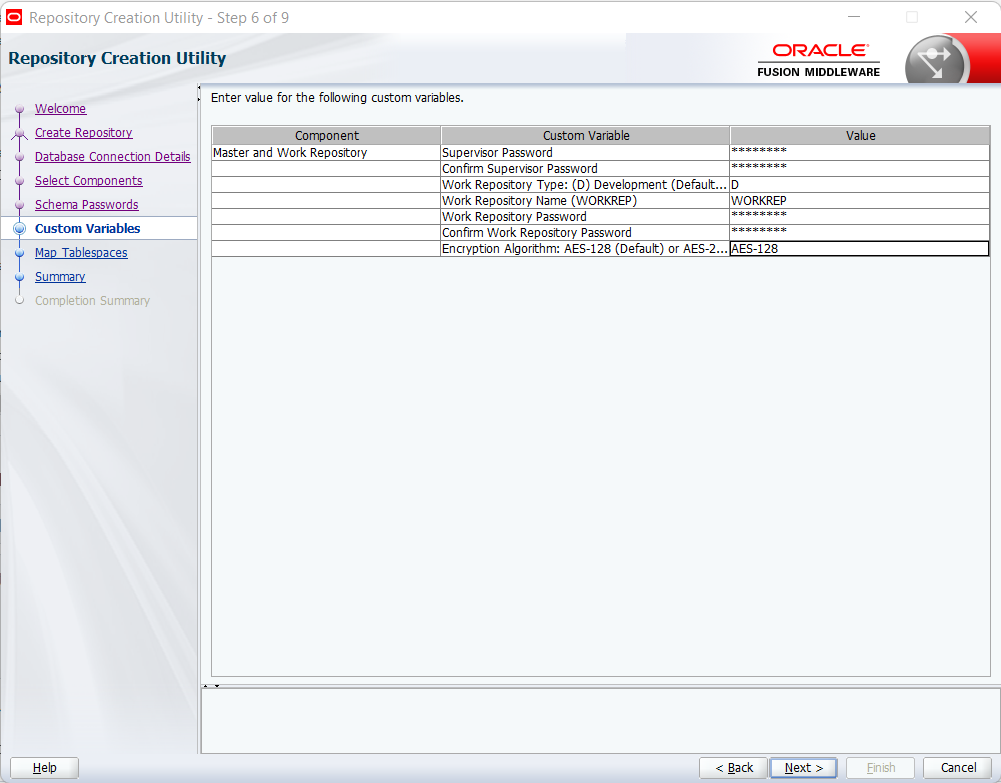 Repository Creation Utility - Step 6 of 9
Repository Creation Utility
ORACLE
FUSION MIDDLEWARE
Welcome
Create Repository
Database Connection Details
Select Components
Schema Passwords
Custom Variables
Map Tablespaces
Summary
Completion Summary
Enter value for the following custom variables.
Component Custom Variable Value
Master and Work Repository Supervisor Password ********
Confirm Supervisor Password ********
Work Repository Type: (D) Development (Default... D
Work Repository Name (WORKREP) WORKREP
Work Repository Password ********
Confirm Work Repository Password ********
Encryption Algorithm: AES-128 (Default) or AES-2... AES-128
Help < Back Next > Finish Cancel